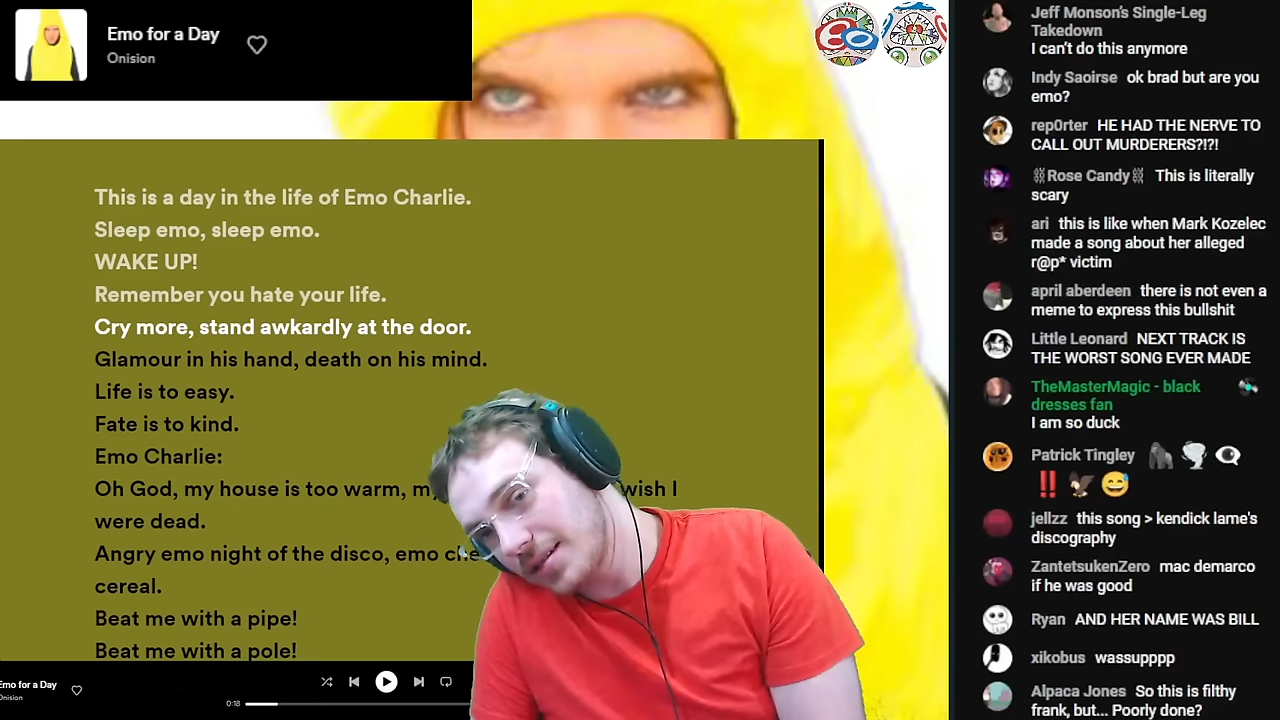 Emo for a Day
Onision
This is a day in the life of Emo Charlie.
Sleep emo, sleep emo.
WAKE UP!
Remember you hate your life.
Cry more, stand awkardly at the door.
Glamour in his hand, death on his mind.
Life is to easy.
Fate is to kind.
Emo Charlie:
Oh God, my house is too warm, wish I
were dead.
Angry emo night of the disco, emo
cereal.
Beat me with a pipe!
Beat me with a pole!
Emo for a Day
Onision
0:18
Jeff Monson's Single-Leg
Takedown
I can't do this anymore
Indy Saoirse ok brad but are you
emo?
rep0rter HE HAD THE NERVE TO
CALL OUT MURDERERS?!?!
⛓Rose Candy⛓ This is literally
scary
ari this is like when Mark Kozelec
made a song about her alleged
r@p* victim
april aberdeen there is not even a
meme to express this bullshit
Little Leonard NEXT TRACK IS
THE WORST SONG EVER MADE
TheMasterMagic - black
dresses fan
I am so duck
Patrick Tingley 🦍 🌪 👁
‼️ 🦅 😅
jellzz this song > kendick lame's
discography
ZantetsukenZero mac demarco
if he was good
Ryan AND HER NAME WAS BILL
xikobus wassupppp
Alpaca Jones So this is filthy
frank, but... Poorly done?